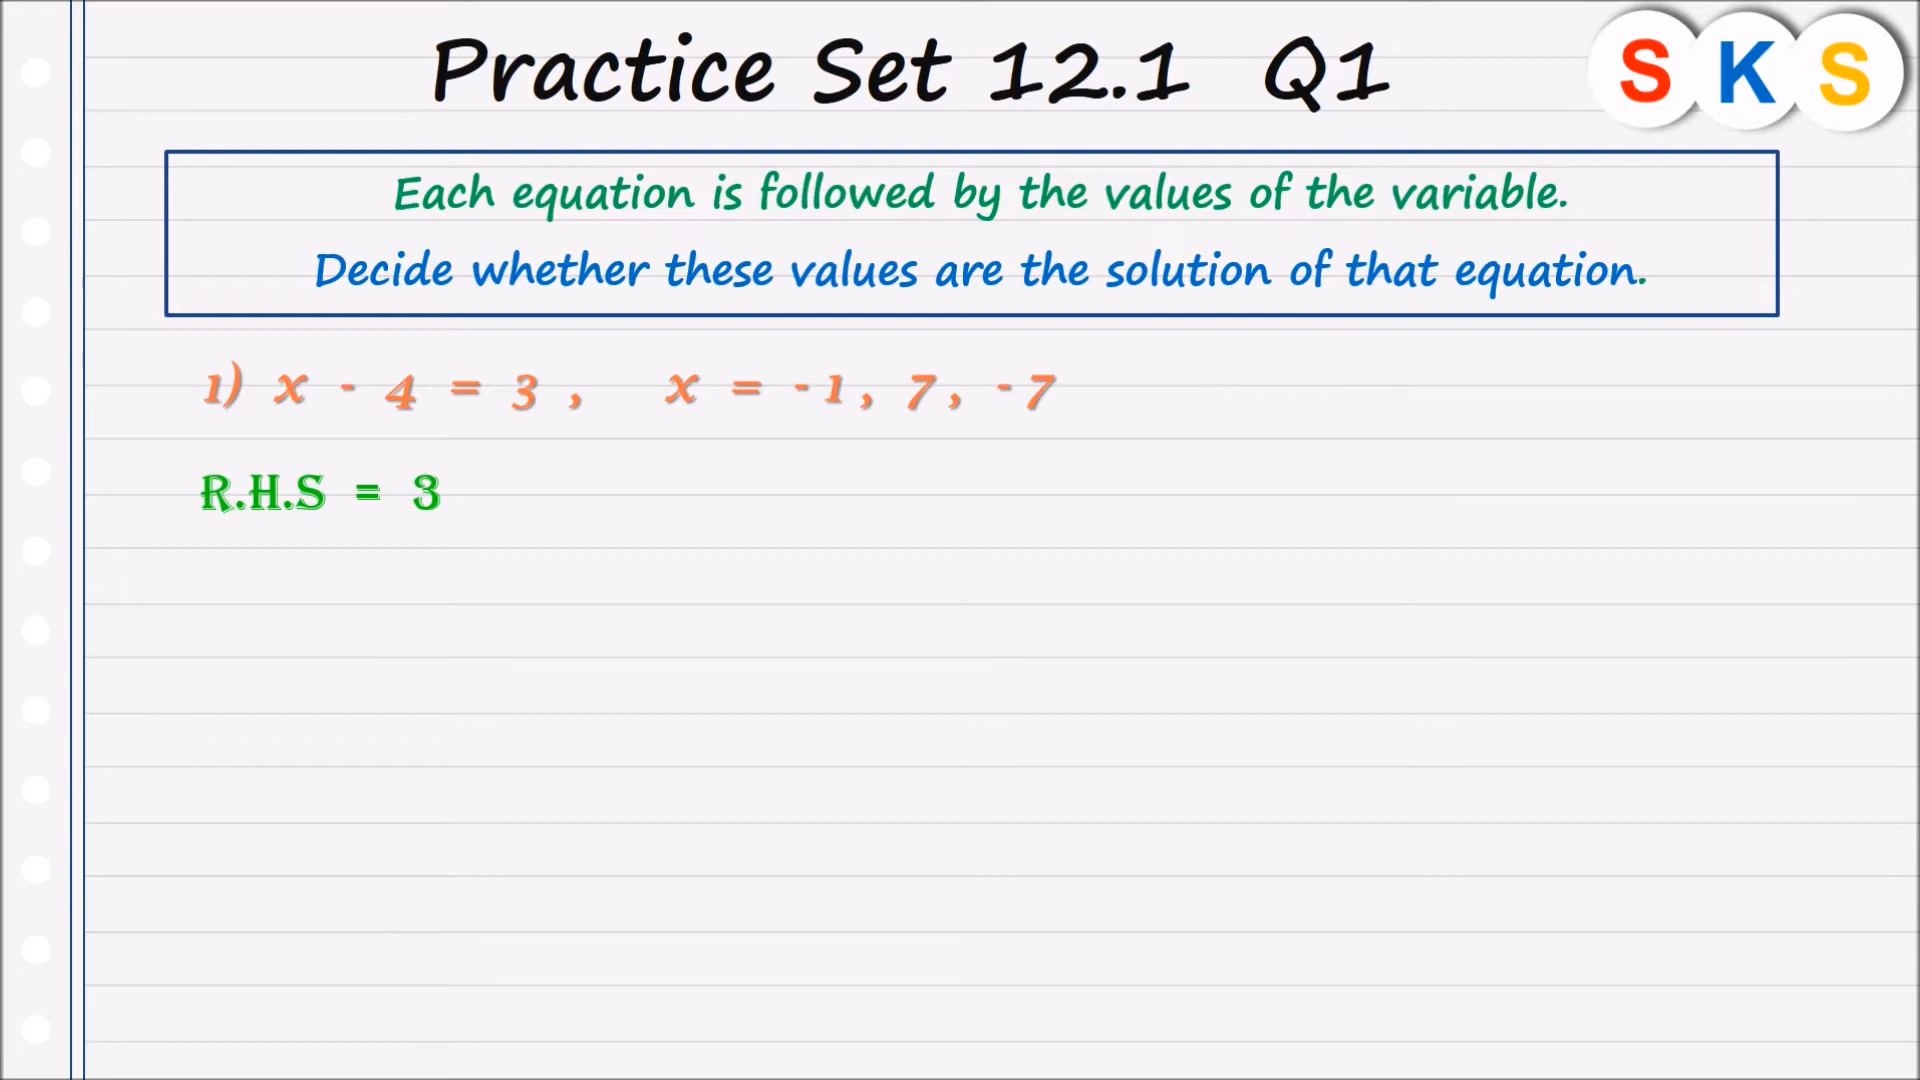 Practice Set 12.1 Q1
S K S
Each equation is followed by the values of the variable.
Decide whether these values are the solution of that equation.
1) x - 4 = 3 , x = -1, 7, -7
R.H.S = 3